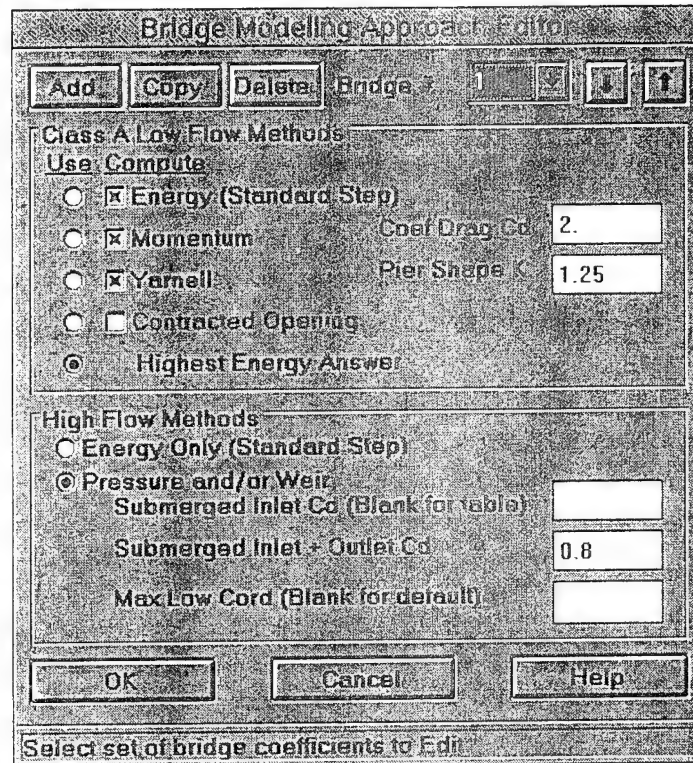 Bridge Modeling Approach Editor
Add Copy Delete Bridge # 1
Class A Low Flow Methods
Use Compute
Energy (Standard Step)
Momentum Coef Drag Cd 2.
Yarnell Pier Shape K 1.25
Contracted Opening
Highest Energy Answer
High Flow Methods
Energy Only (Standard Step)
Pressure and/or Weir
Submerged Inlet Cd (Blank for table)
Submerged Inlet + Outlet Cd 0.8
Max Low Cord (Blank for default)
OK Cancel Help
Select set of bridge coefficients to Edit